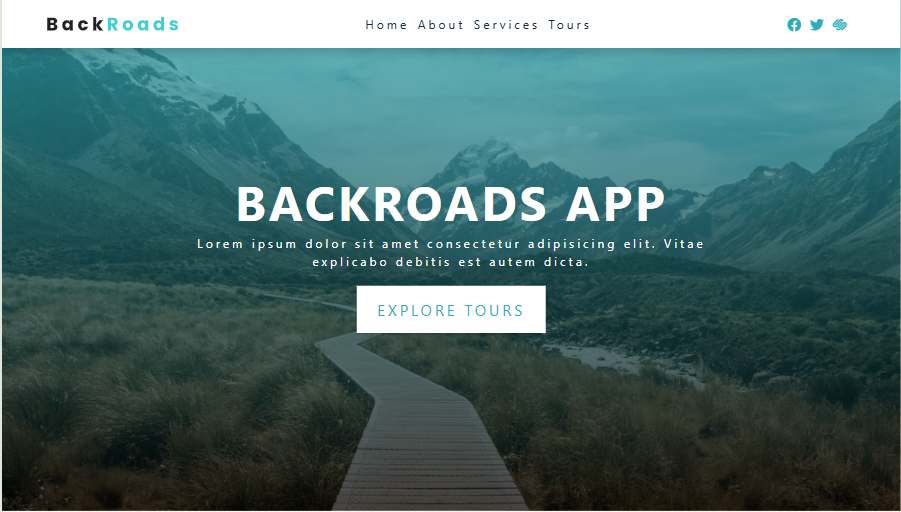 BackRoads
Home About Services Tours
BACKROADS APP
Lorem ipsum dolor sit amet consectetur adipisicing elit. Vitae
explicabo debitis est autem dicta.
EXPLORE TOURS